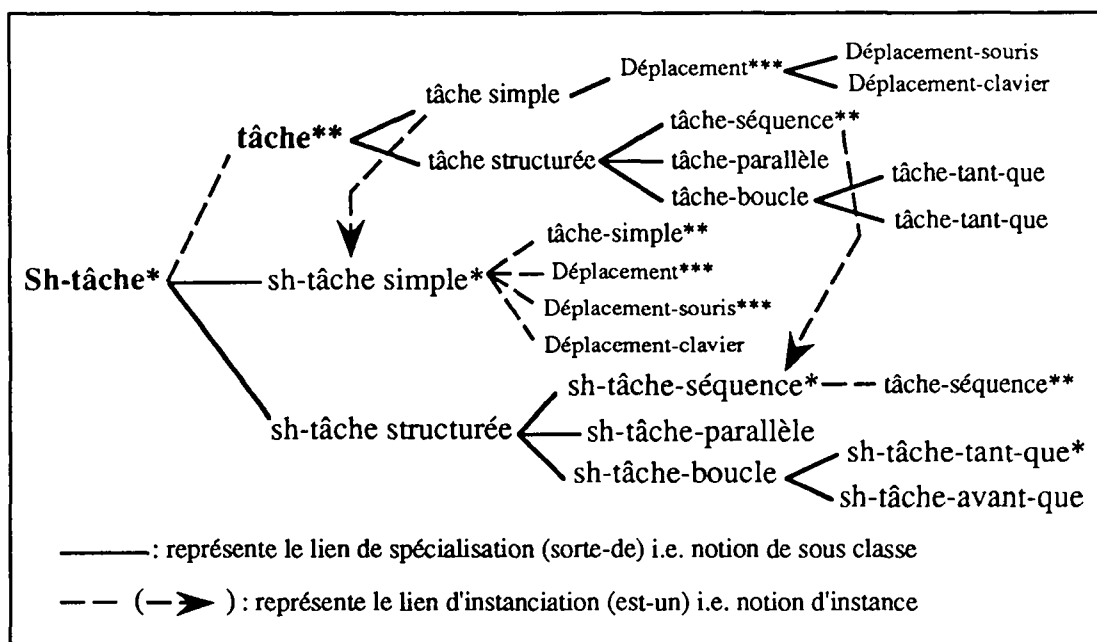 Déplacement-souris
Déplacement***
Déplacement-clavier
tâche simple
tâche-séquence**
tâche**
tâche structurée
tâche-parallèle
tâche-tant-que
tâche-boucle
tâche-tant-que
tâche-simple**
Sh-tâche*
sh-tâche simple*
Déplacement***
Déplacement-souris***
Déplacement-clavier
sh-tâche-séquence*
tâche-séquence**
sh-tâche structurée
sh-tâche-parallèle
sh-tâche-tant-que*
sh-tâche-boucle
sh-tâche-avant-que
: représente le lien de spécialisation (sorte-de) i.e. notion de sous classe
( ) : représente le lien d'instanciation (est-un) i.e. notion d'instance